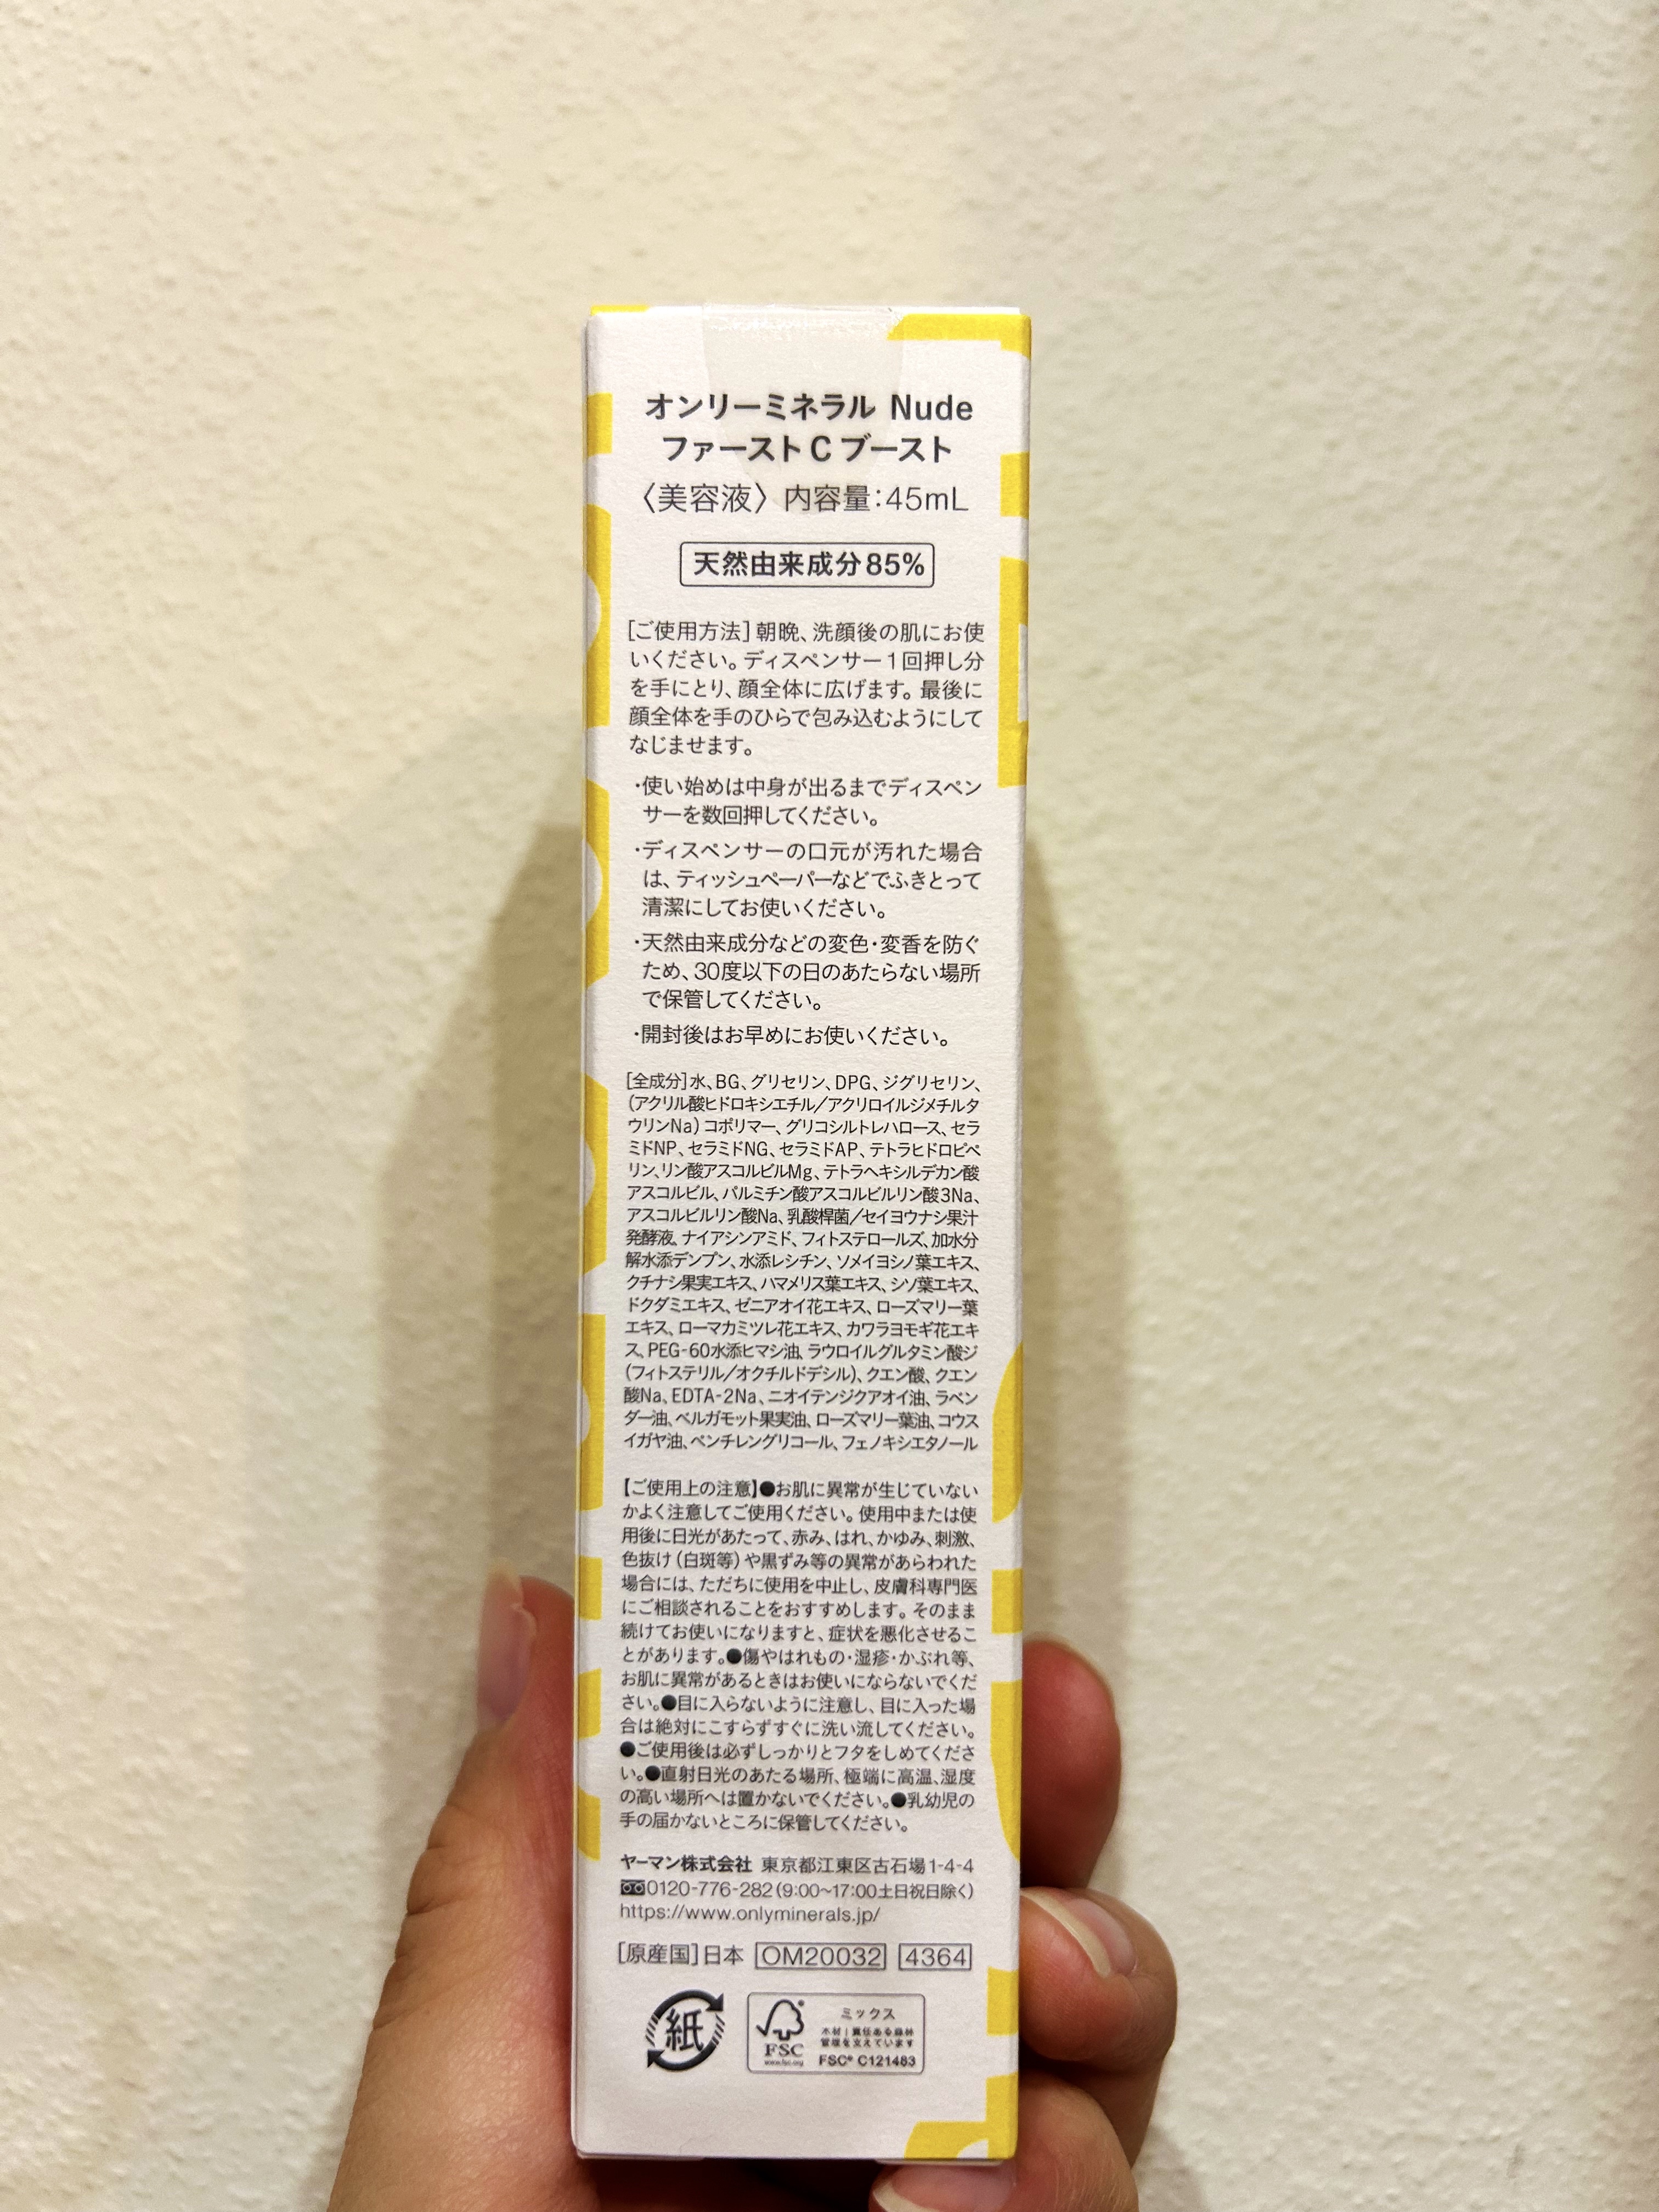 オンリーミネラル Nude
ファースト C ブースト
〈美容液〉内容量：45mL
天然由来成分85%
［ご使用方法］朝晩、洗顔後の肌にお使
いください。ディスペンサー1回押し分
を手にとり、顔全体に広げます。最後に
顔全体を手のひらで包み込むようにして
なじませます。
・使い始めは中身が出るまでディスペン
サーを数回押してください。
・ディスペンサーの口元が汚れた場合
は、ティッシュペーパーなどでふきとって
清潔にしてお使いください。
・天然由来成分などの変色・変香を防ぐ
ため、30度以下の日のあたらない場所
で保管してください。
・開封後はお早めにお使いください。
［全成分］水、BG、グリセリン、DPG、ジグリセリン、
（アクリル酸ヒドロキシエチル／アクリロイルジメチルタ
ウリンNa）コポリマー、グリコシルトレハロース、セラ
ミドNP、セラミドNG、セラミドAP、テトラヒドロピペ
リン、リン酸アスコルビルMg、テトラヘキシルデカン酸
アスコルビル、パルミチン酸アスコルビルリン酸3Na、
アスコルビルリン酸Na、乳酸桿菌／セイヨウナシ果汁
発酵液、ナイアシンアミド、フィトステロールズ、加水分
解水添デンプン、水添レシチン、ソメイヨシノ葉エキス、
クチナシ果実エキス、ハマメリス葉エキス、シソ葉エキス、
ドクダミエキス、ゼニアオイ花エキス、ローズマリー葉
エキス、ローマカミツレ花エキス、カワラヨモギ花エキ
ス、PEG-60水添ヒマシ油、ラウロイルグルタミン酸ジ
（フィトステリル／オクチルドデシル）、クエン酸、クエン
酸Na、EDTA-2Na、ニオイテンジクアオイ油、ラベン
ダー油、ベルガモット果実油、ローズマリー葉油、コウス
イガヤ油、ペンチレングリコール、フェノキシエタノール
【ご使用上の注意】●お肌に異常が生じていない
かよく注意してご使用ください。使用中または使
用後に日光があたって、赤み、はれ、かゆみ、刺激、
色抜け（白斑等）や黒ずみ等の異常があらわれた
場合には、ただちに使用を中止し、皮膚科専門医
にご相談されることをおすすめします。そのまま
続けてお使いになりますと、症状を悪化させるこ
とがあります。●傷やはれもの・湿疹・かぶれ等、
お肌に異常があるときはお使いにならないでくだ
さい。●目に入らないように注意し、目に入った場
合は絶対にこすらずすぐに洗い流してください。
●ご使用後は必ずしっかりとフタをしめてくださ
い。●直射日光のあたる場所、極端に高温、湿度
の高い場所へは置かないでください。●乳幼児の
手の届かないところに保管してください。
ヤーマン株式会社 東京都江東区古石場1-4-4
0120-776-282（9:00~17:00土日祝日除く）
https://www.onlyminerals.jp/
［原産国］日本 OM20032 4364
紙
FSC
www.fsc.org
ミックス
木材｜責任ある森林
管理を支えています
FSC® C121483